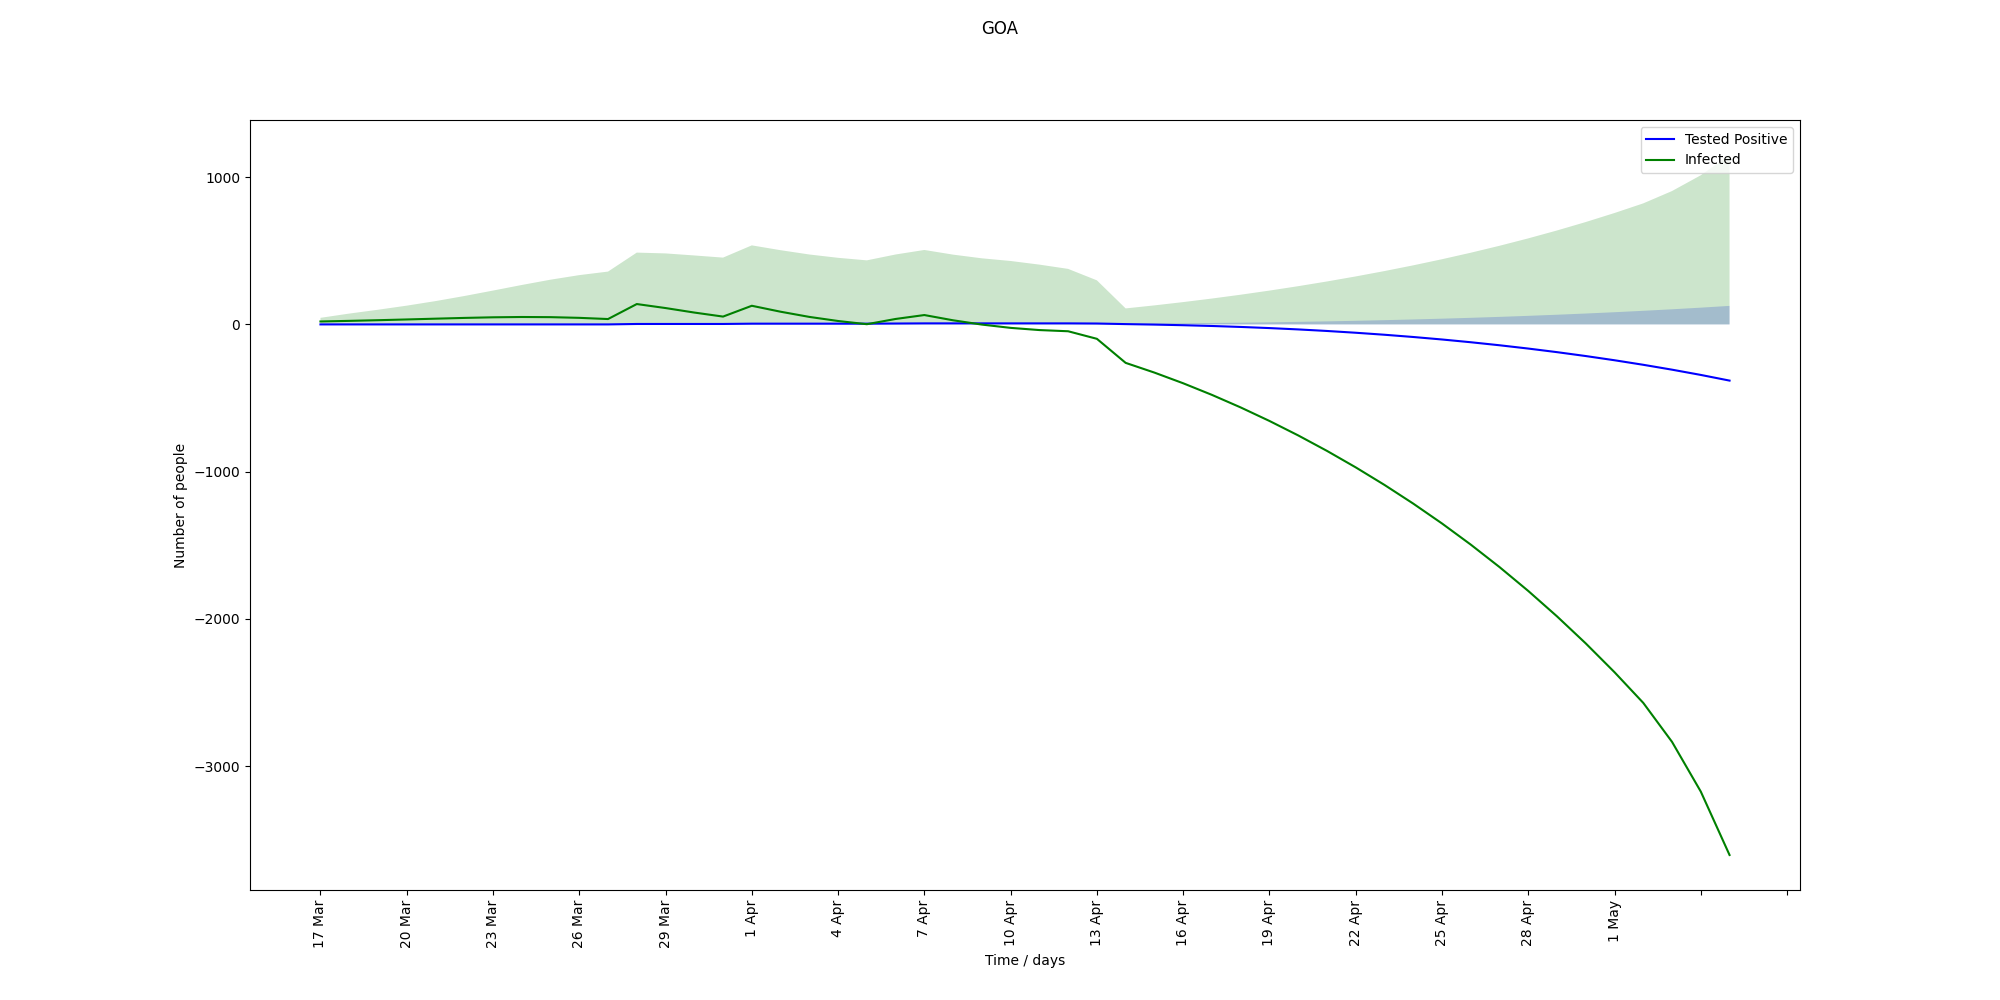 GOA
Tested Positive
Infected
1000
0
−1000
−2000
−3000
Number of people
17 Mar
20 Mar
23 Mar
26 Mar
29 Mar
1 Apr
4 Apr
7 Apr
10 Apr
13 Apr
16 Apr
19 Apr
22 Apr
25 Apr
28 Apr
1 May
Time / days